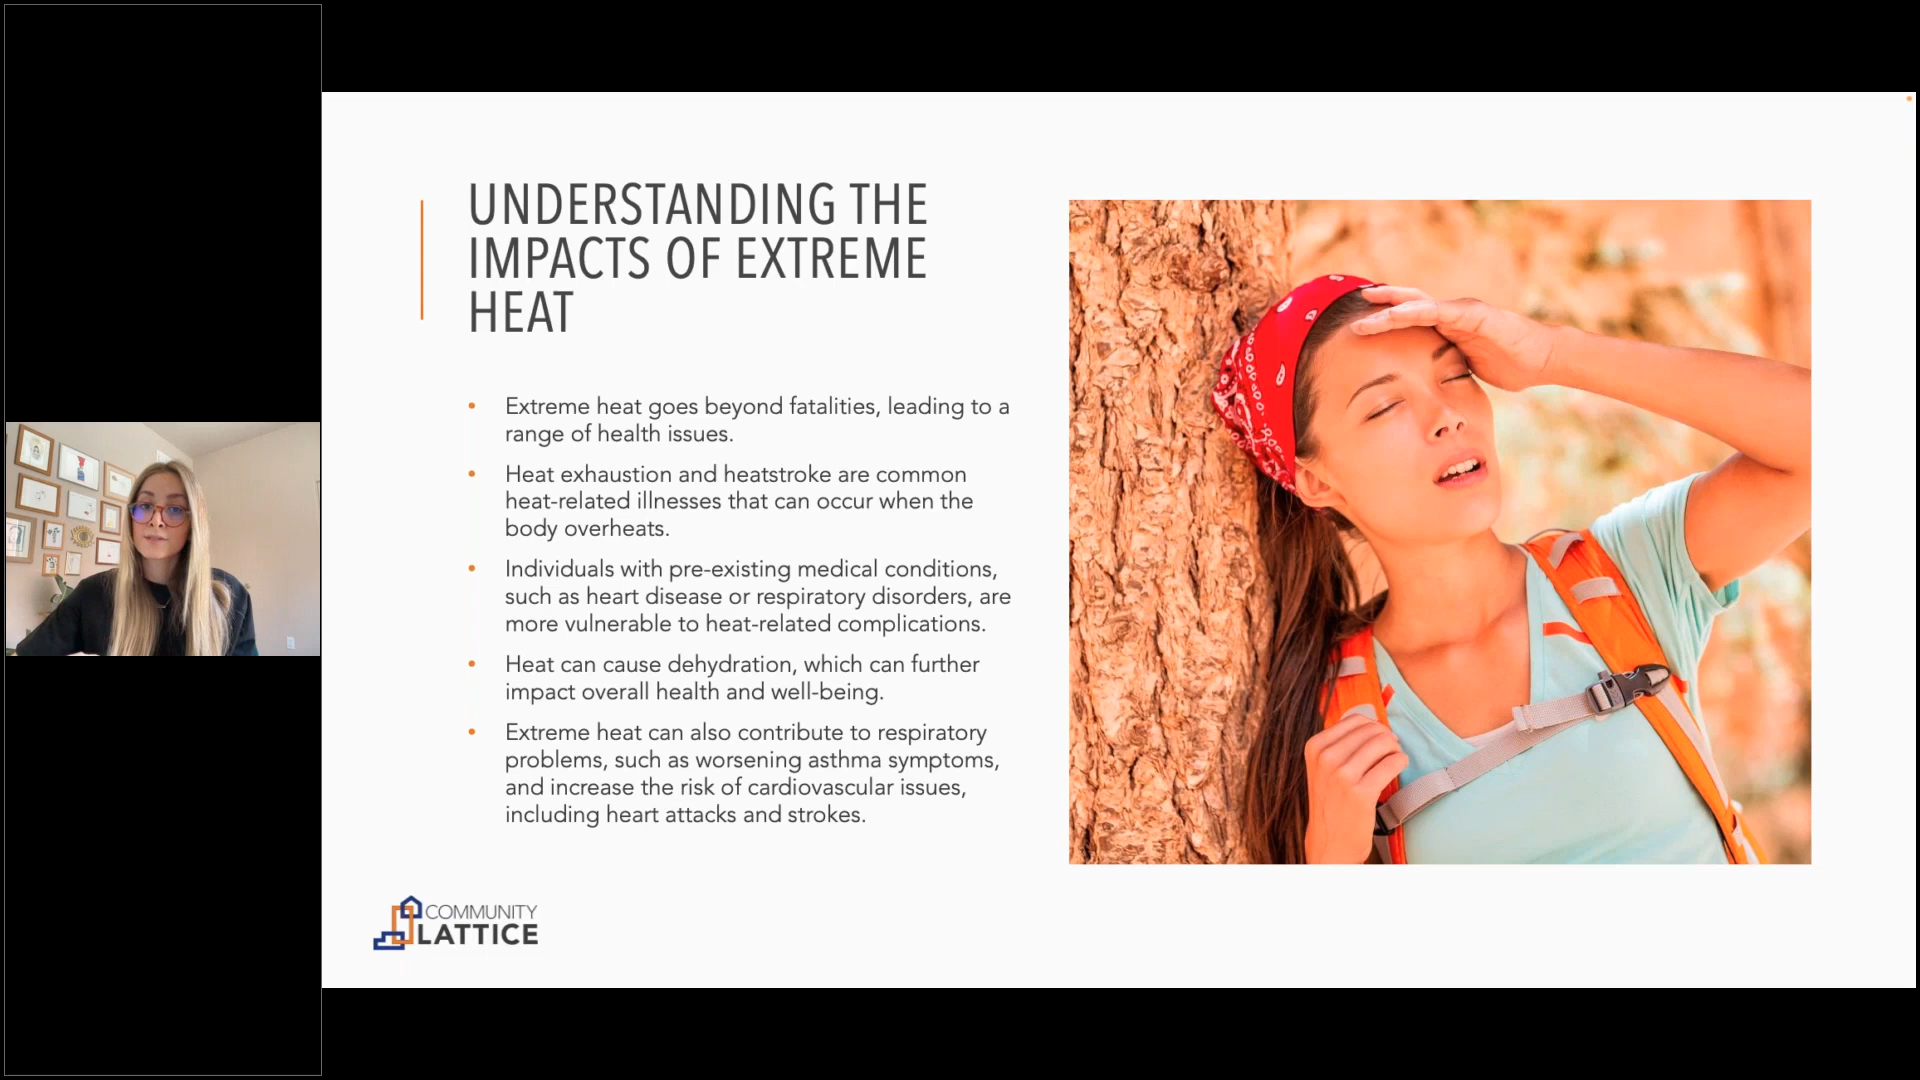 UNDERSTANDING THE
IMPACTS OF EXTREME
HEAT
• Extreme heat goes beyond fatalities, leading to a
range of health issues.
• Heat exhaustion and heatstroke are common
heat-related illnesses that can occur when the
body overheats.
• Individuals with pre-existing medical conditions,
such as heart disease or respiratory disorders, are
more vulnerable to heat-related complications.
• Heat can cause dehydration, which can further
impact overall health and well-being.
• Extreme heat can also contribute to respiratory
problems, such as worsening asthma symptoms,
and increase the risk of cardiovascular issues,
including heart attacks and strokes.
COMMUNITY
LATTICE